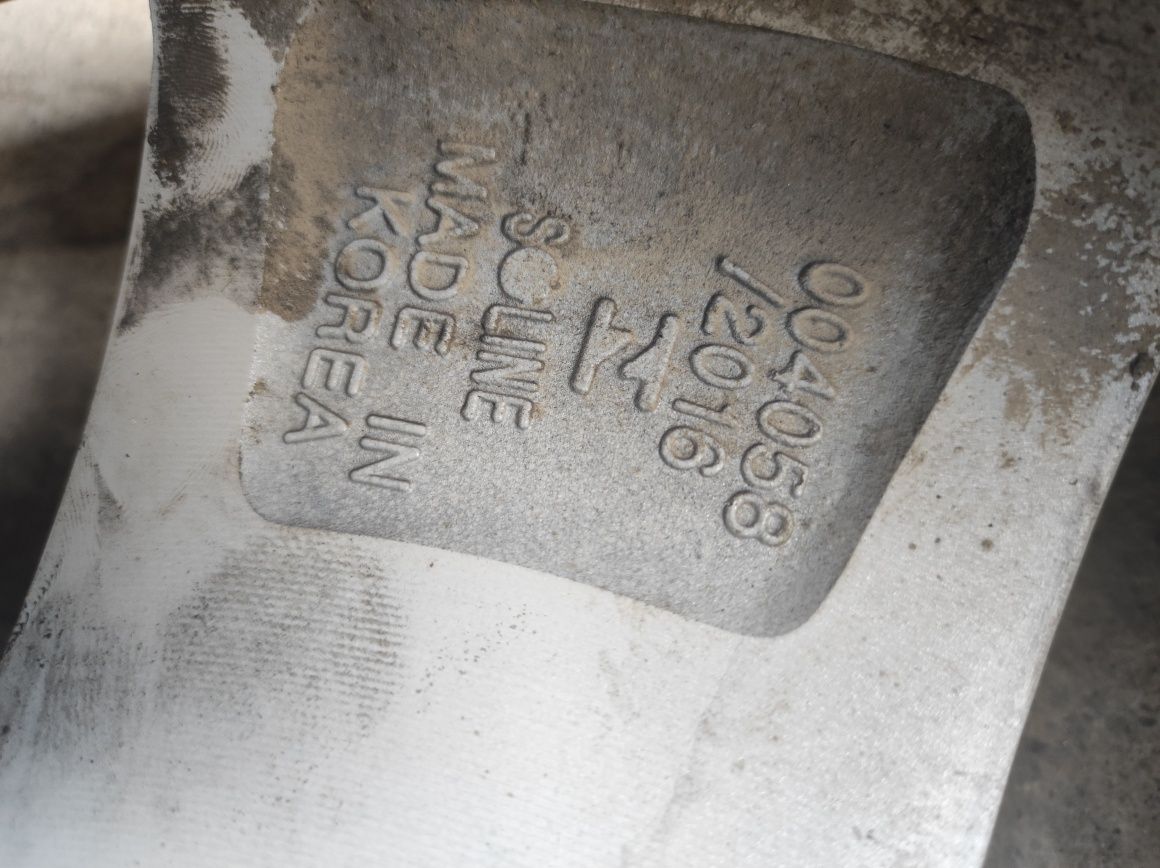 004058
/2016
SCLINE
MADE IN
KOREA